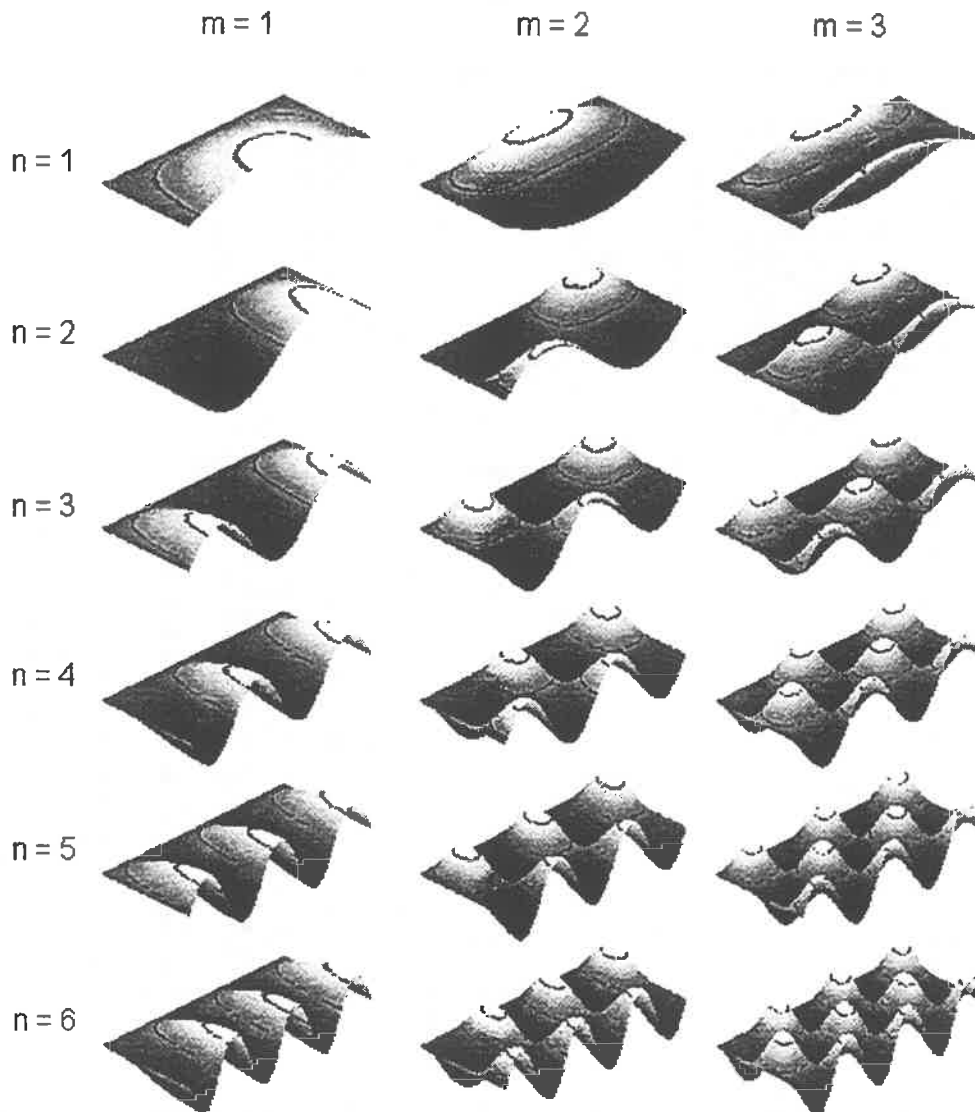 m = 1 m = 2 m = 3
n = 1
n = 2
n = 3
n = 4
n = 5
n = 6